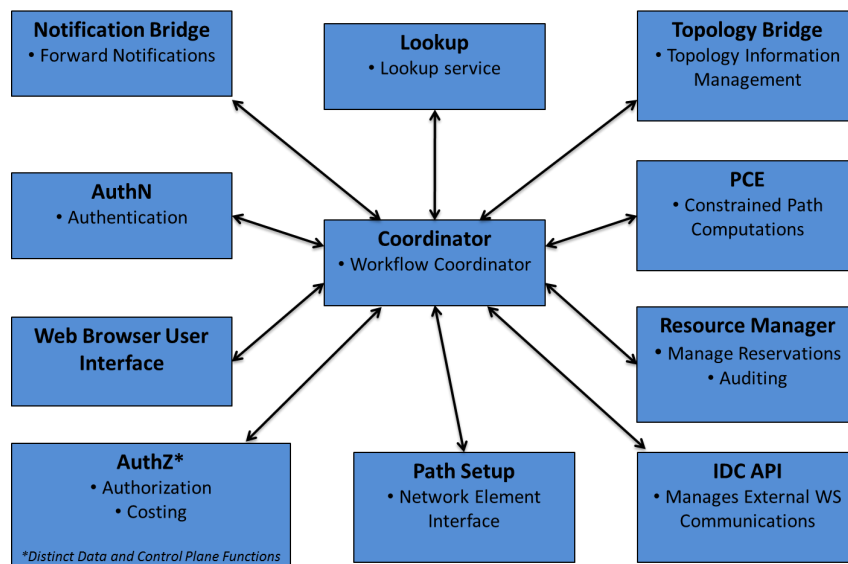 Notification Bridge
• Forward Notifications
Lookup
• Lookup service
Topology Bridge
• Topology Information
Management
AuthN
• Authentication
Coordinator
• Workflow Coordinator
PCE
• Constrained Path
Computations
Web Browser User
Interface
Resource Manager
• Manage Reservations
• Auditing
AuthZ*
• Authorization
• Costing
*Distinct Data and Control Plane Functions
Path Setup
• Network Element
Interface
IDC API
• Manages External WS
Communications